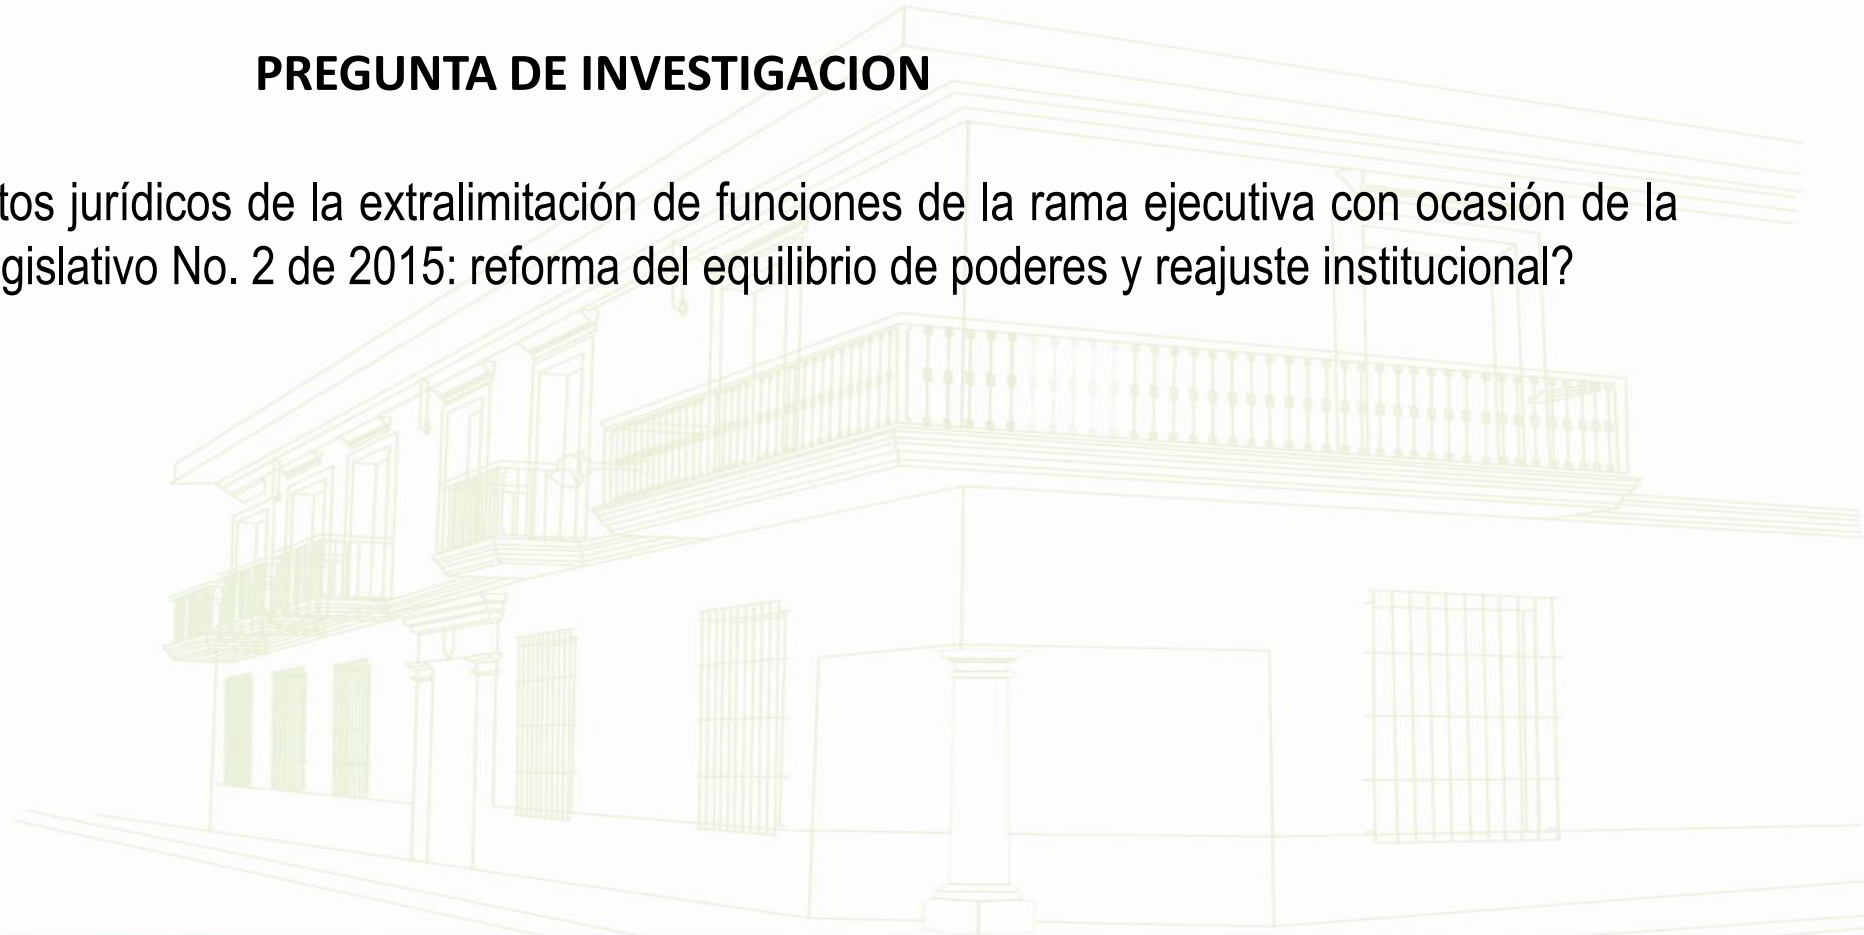 PREGUNTA DE INVESTIGACION
tos jurídicos de la extralimitación de funciones de la rama ejecutiva con ocasión de la
gislativo No. 2 de 2015: reforma del equilibrio de poderes y reajuste institucional?